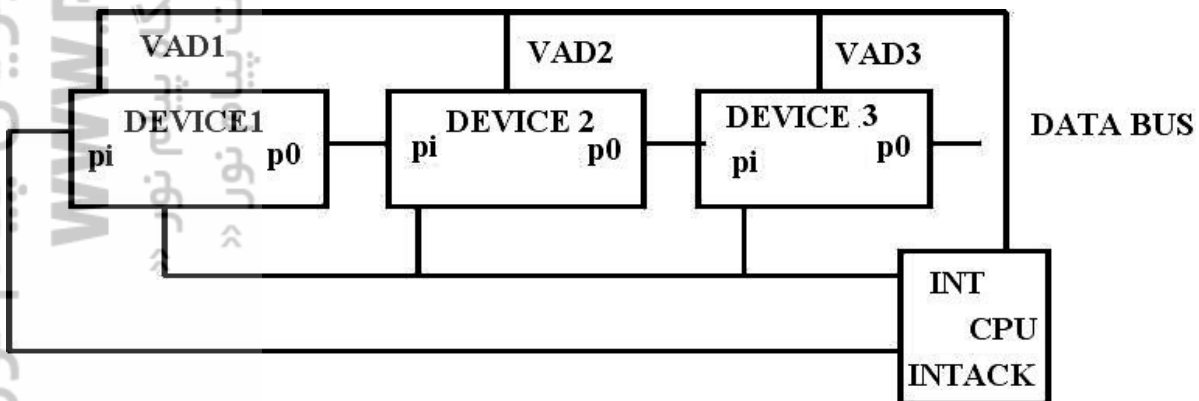 VAD1
VAD2
VAD3
DEVICE1
DEVICE 2
DEVICE 3
DATA BUS
pi
p0
pi
p0
pi
p0
INT
CPU
INTACK
WWW.